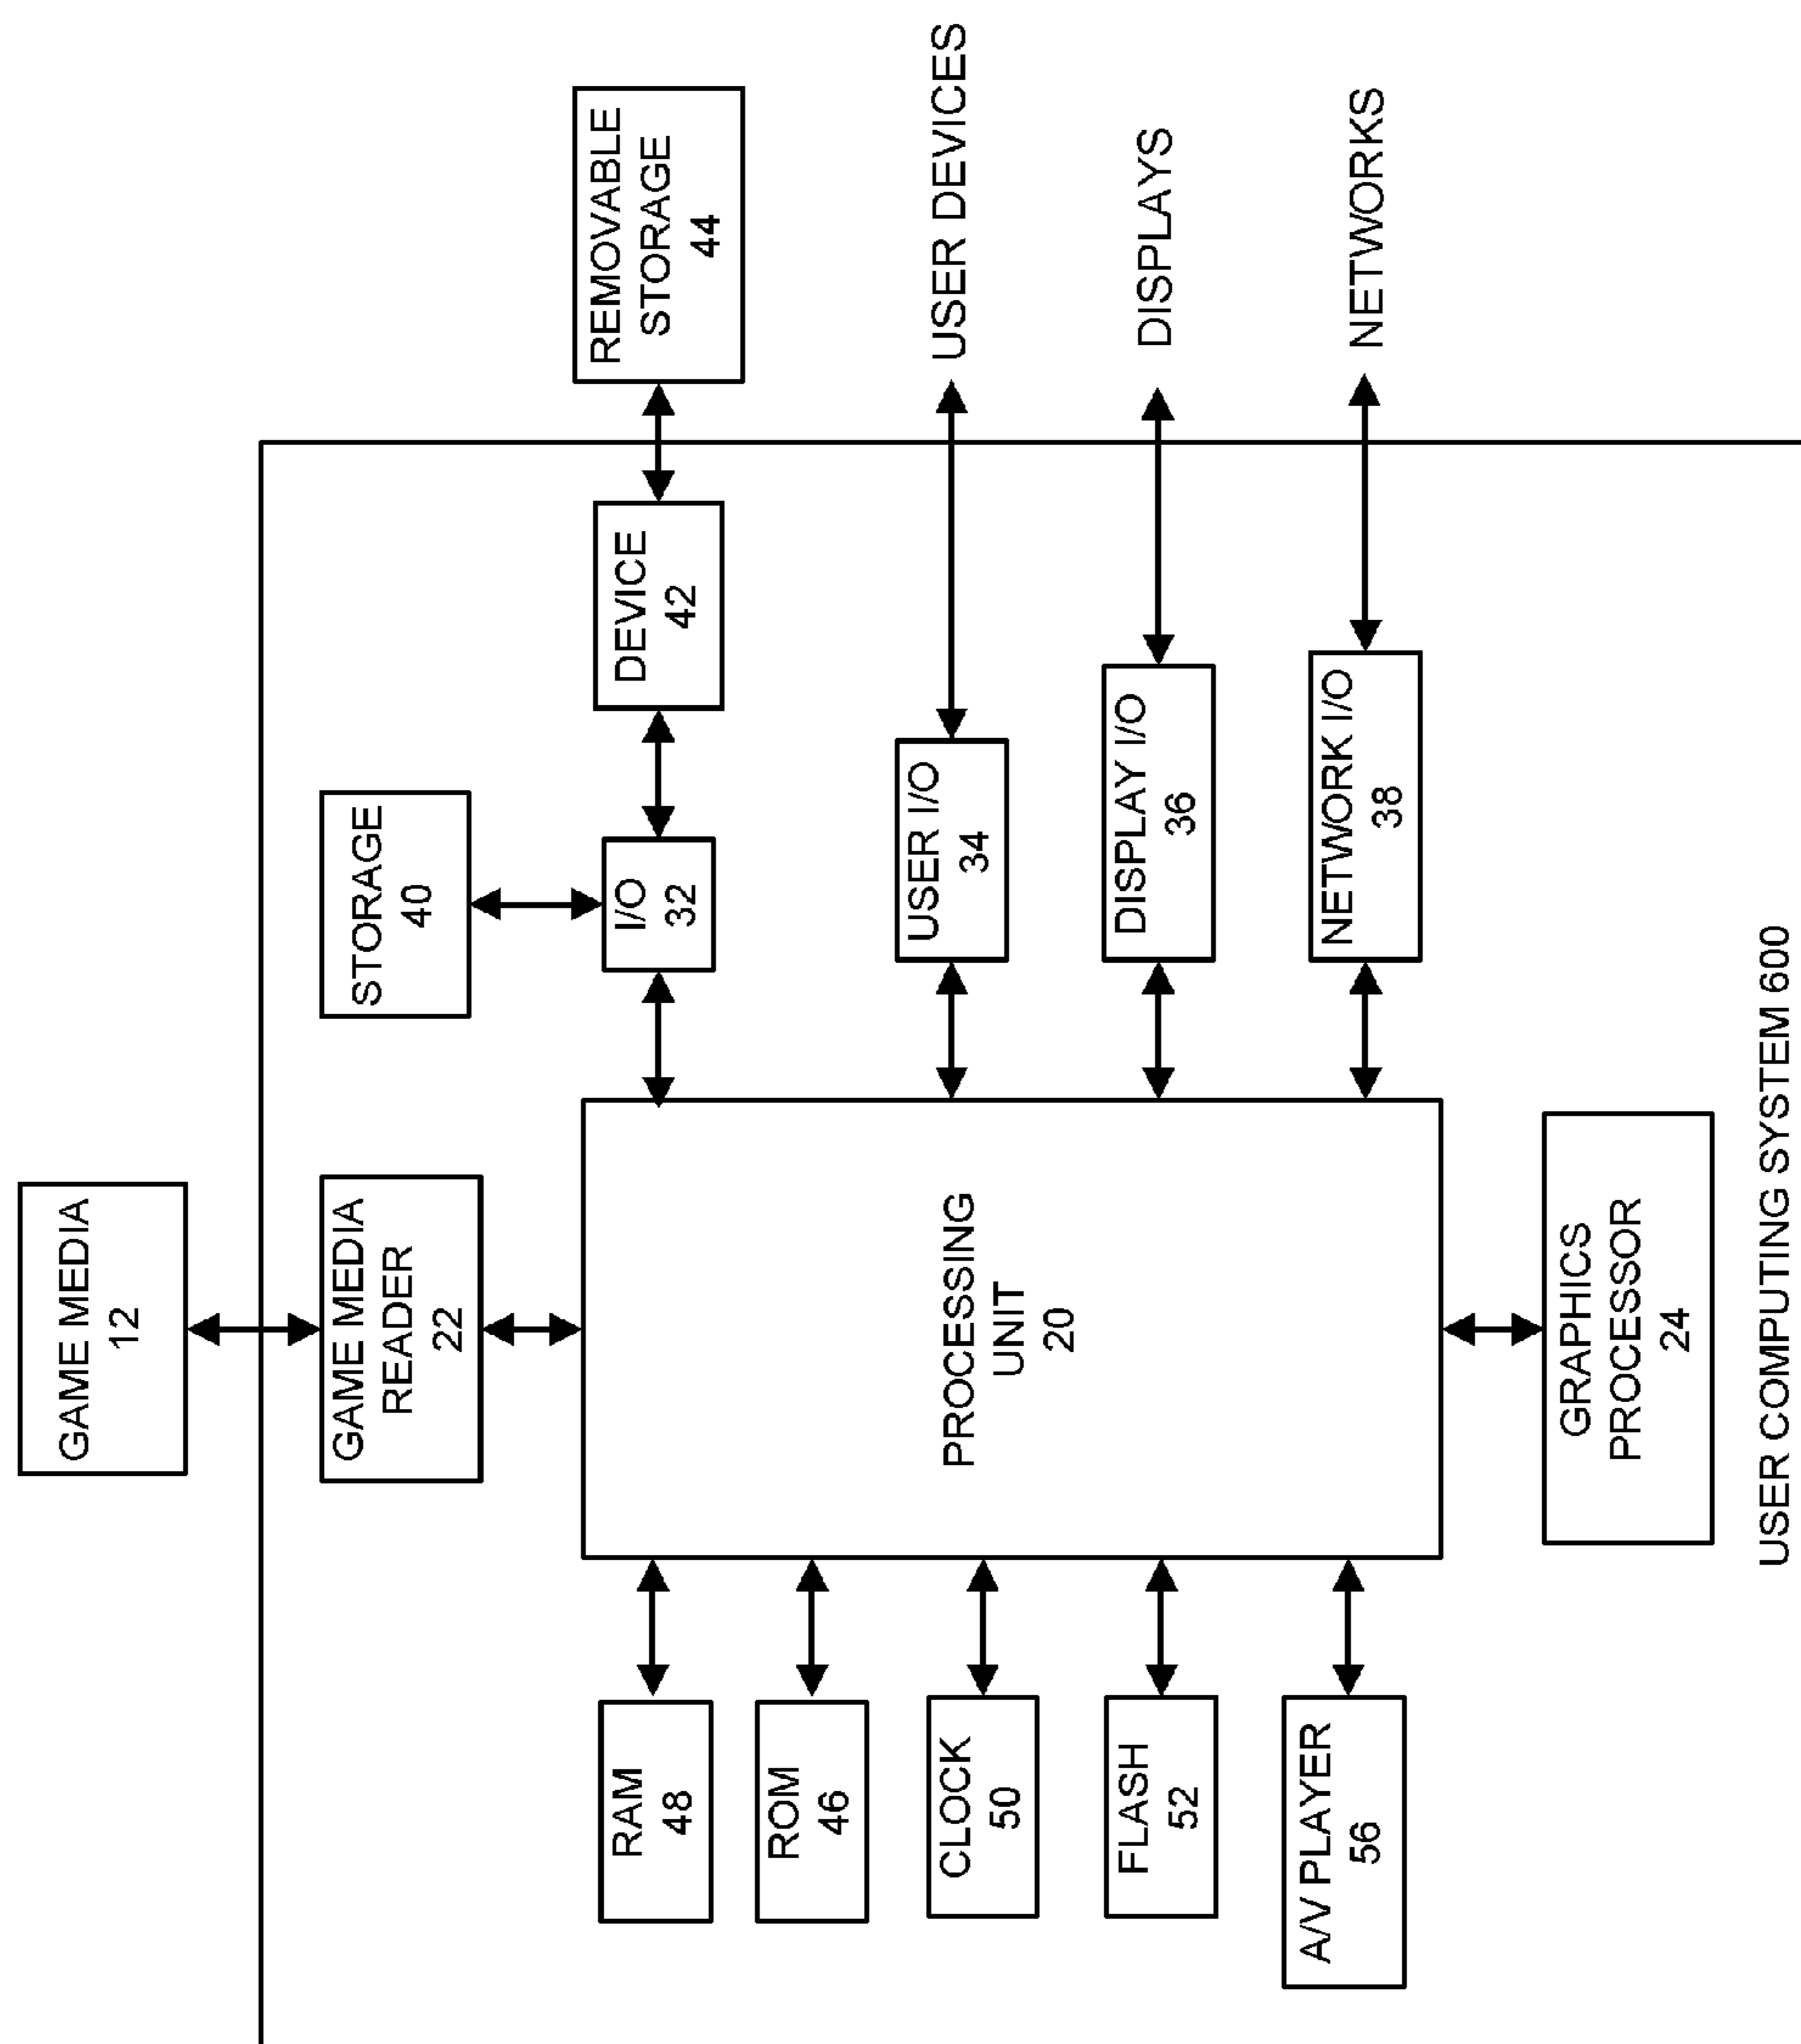 GAME MEDIA
12
GAME MEDIA
READER
22
STORAGE
40
REMOVABLE
STORAGE
44
DEVICE
42
I/O
32
USER DEVICES
USER I/O
34
DISPLAYS
DISPLAY I/O
36
NETWORKS
NETWORK I/O
38
PROCESSING
UNIT
20
RAM
48
ROM
46
CLOCK
50
FLASH
52
A/V PLAYER
56
GRAPHICS
PROCESSOR
24
USER COMPUTING SYSTEM 600